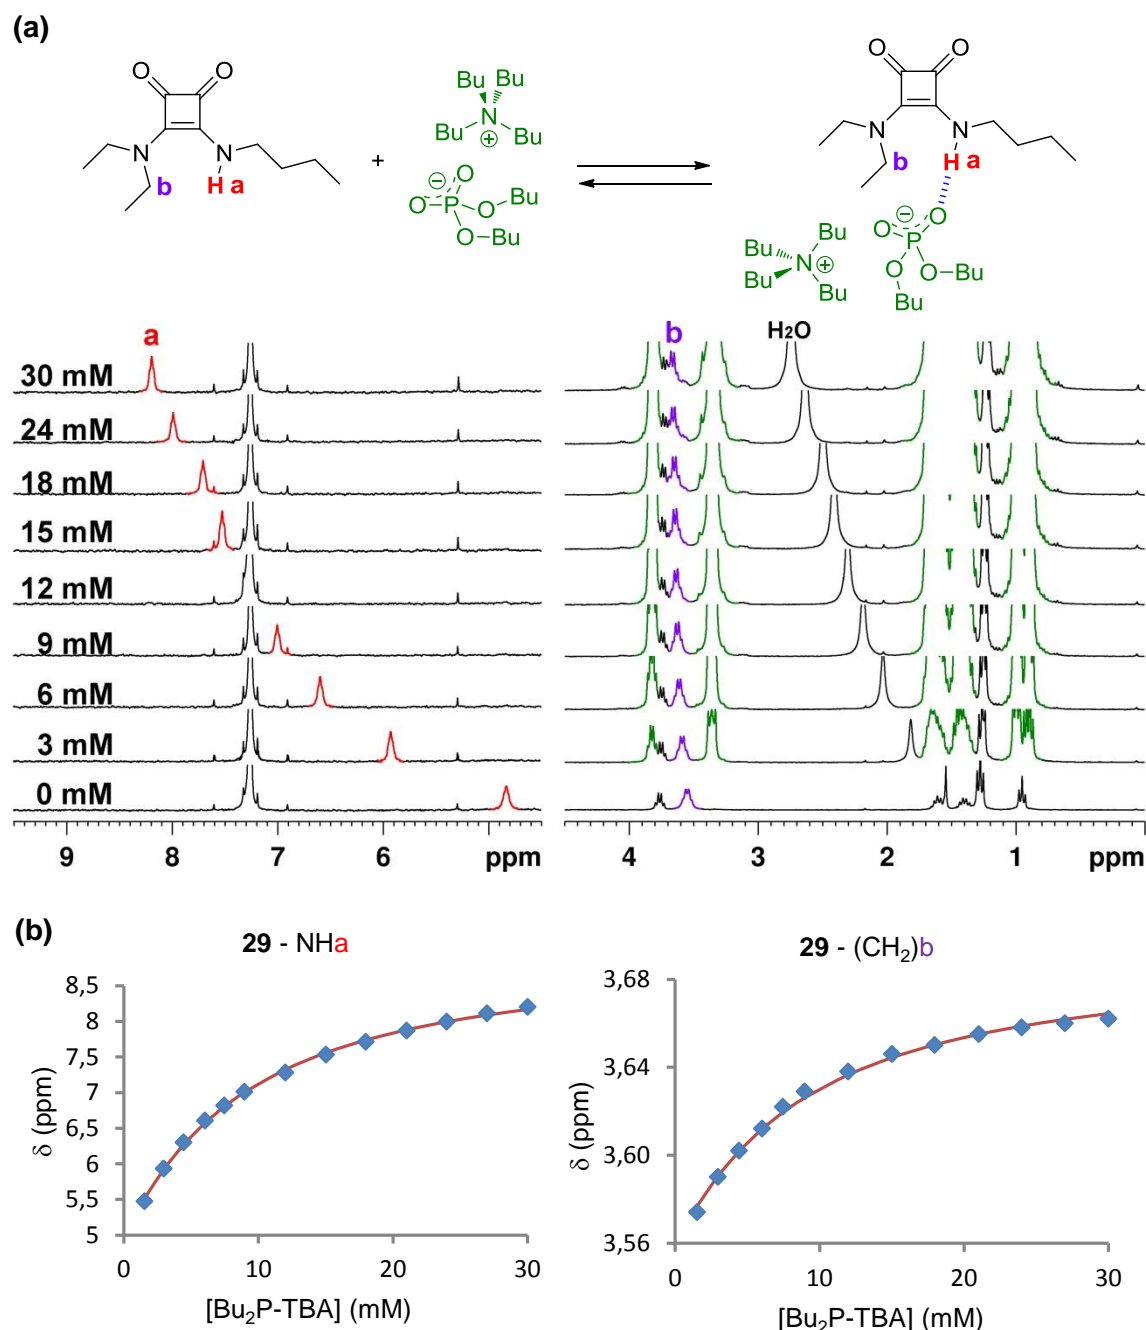 (a)
O O
N N
b H a
+
Bu Bu
N
Bu ⊕ Bu
⊖ O
O P O Bu
O Bu
O O
N N
b H a
⊖ O
O P
O O Bu
Bu
Bu Bu
N ⊕
Bu Bu
a
b H2O
30 mM
24 mM
18 mM
15 mM
12 mM
9 mM
6 mM
3 mM
0 mM
9 8 7 6 ppm
4 3 2 1 ppm
(b)
29 - NHa
8,5
8
7,5
7
6,5
6
5,5
5
δ (ppm)
0 10 20 30
[Bu2P-TBA] (mM)
29 - (CH2)b
3,68
3,64
3,60
3,56
δ (ppm)
0 10 20 30
[Bu2P-TBA] (mM)